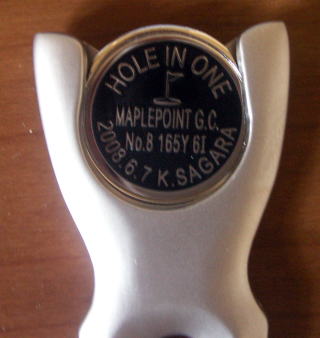 HOLE IN ONE
MAPLEPOINT G.C.
No.8 165Y 6I
2008.6.7 K.SAGARA